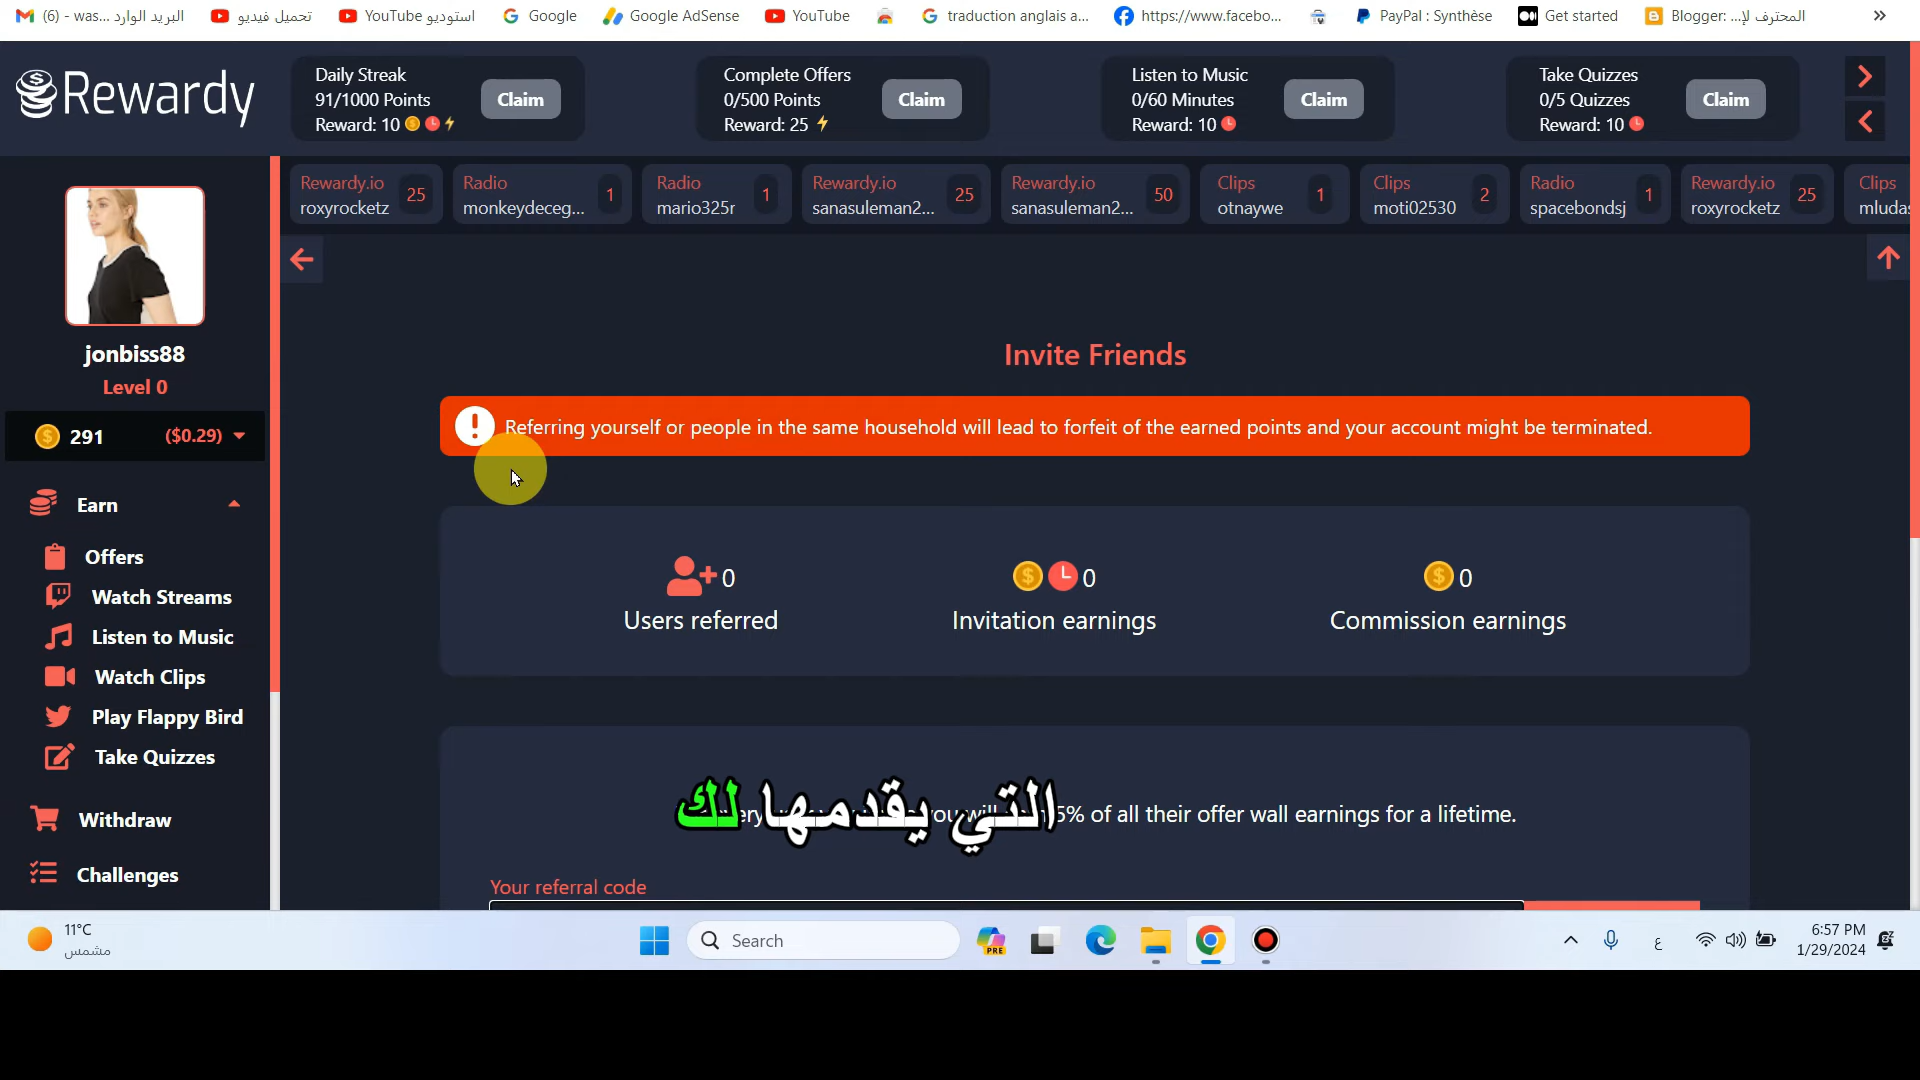 (6) البريد الوارد - was...
تحميل فيديو
استوديو YouTube
Google
Google AdSense
YouTube
traduction anglais a...
https://www.facebo...
PayPal : Synthèse
Get started
Blogger: المحترف لإ...
»
Rewardy
Daily Streak
91/1000 Points
Reward: 10
Claim
Complete Offers
0/500 Points
Reward: 25
Claim
Listen to Music
0/60 Minutes
Reward: 10
Claim
Take Quizzes
0/5 Quizzes
Reward: 10
Claim
Rewardy.io
roxyrocketz
25
Radio
monkeydeceg...
1
Radio
mario325r
1
Rewardy.io
sanasuleman2...
25
Rewardy.io
sanasuleman2...
50
Clips
otnaywe
1
Clips
moti02530
2
Radio
spacebondsj
1
Rewardy.io
roxyrocketz
25
Clips
jonbiss88
Level 0
291
($0.29)
Earn
Offers
Watch Streams
Listen to Music
Watch Clips
Play Flappy Bird
Take Quizzes
Withdraw
Challenges
Invite Friends
Referring yourself or people in the same household will lead to forfeit of the earned points and your account might be terminated.
0
Users referred
0
Invitation earnings
0
Commission earnings
5% of all their offer wall earnings for a lifetime.
التي يقدمها لك
Your referral code
11°C
مشمس
Search
PRE
ع
6:57 PM
1/29/2024